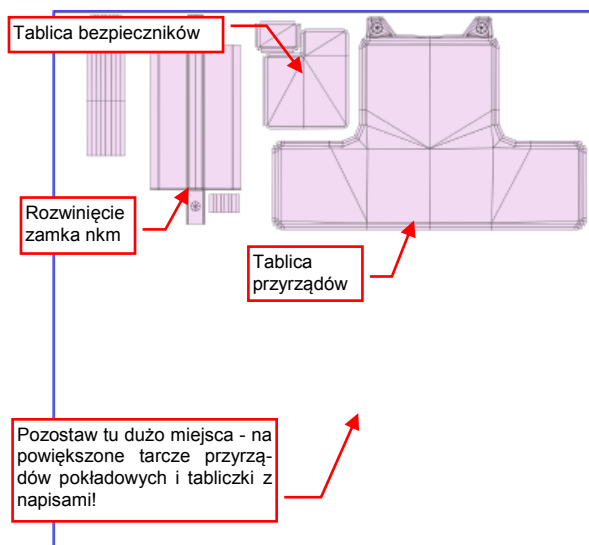 Tablica bezpieczników
Rozwinięcie
zamka nkm
Tablica
przyrządów
Pozostaw tu dużo miejsca - na
powiększone tarcze przyrzą-
dów pokładowych i tabliczki z
napisami!